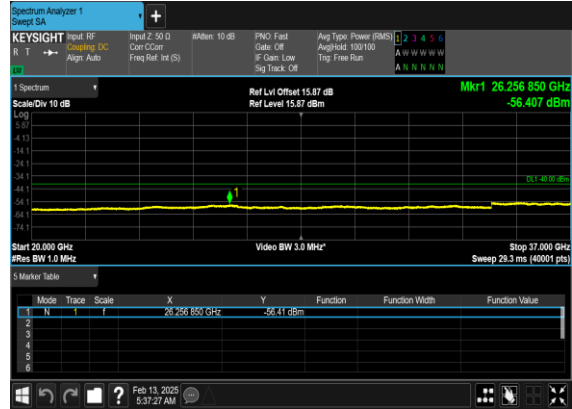 Spectrum Analyzer 1
Swept SA
+
KEYSIGHT Input: RF Input Z: 50 Ω #Atten: 10 dB PNO: Fast Avg Type: Power (RMS) 1 2 3 4 5 6
R T Coupling: DC Corr CCorr Gate: Off Avg|Hold: 100/100 A W W W W W
Align: Auto Freq Ref: Int (S) IF Gain: Low Trig: Free Run
LW Sig Track: Off A N N N N N
1 Spectrum Ref Lvl Offset 15.87 dB Mkr1 26.256 850 GHz
Scale/Div 10 dB Ref Level 15.87 dBm -56.407 dBm
Log
5.87
-4.13
-14.1
-24.1
-34.1
DL1 -40.00 dBm
-44.1
1
-54.1
-64.1
-74.1
Start 20.000 GHz Video BW 3.0 MHz* Stop 37.000 GHz
#Res BW 1.0 MHz Sweep 29.3 ms (40001 pts)
5 Marker Table
Mode Trace Scale X Y Function Function Width Function Value
1 N 1 f 26.256 850 GHz -56.41 dBm
2
3
4
5
6
? Feb 13, 2025
5:37:27 AM